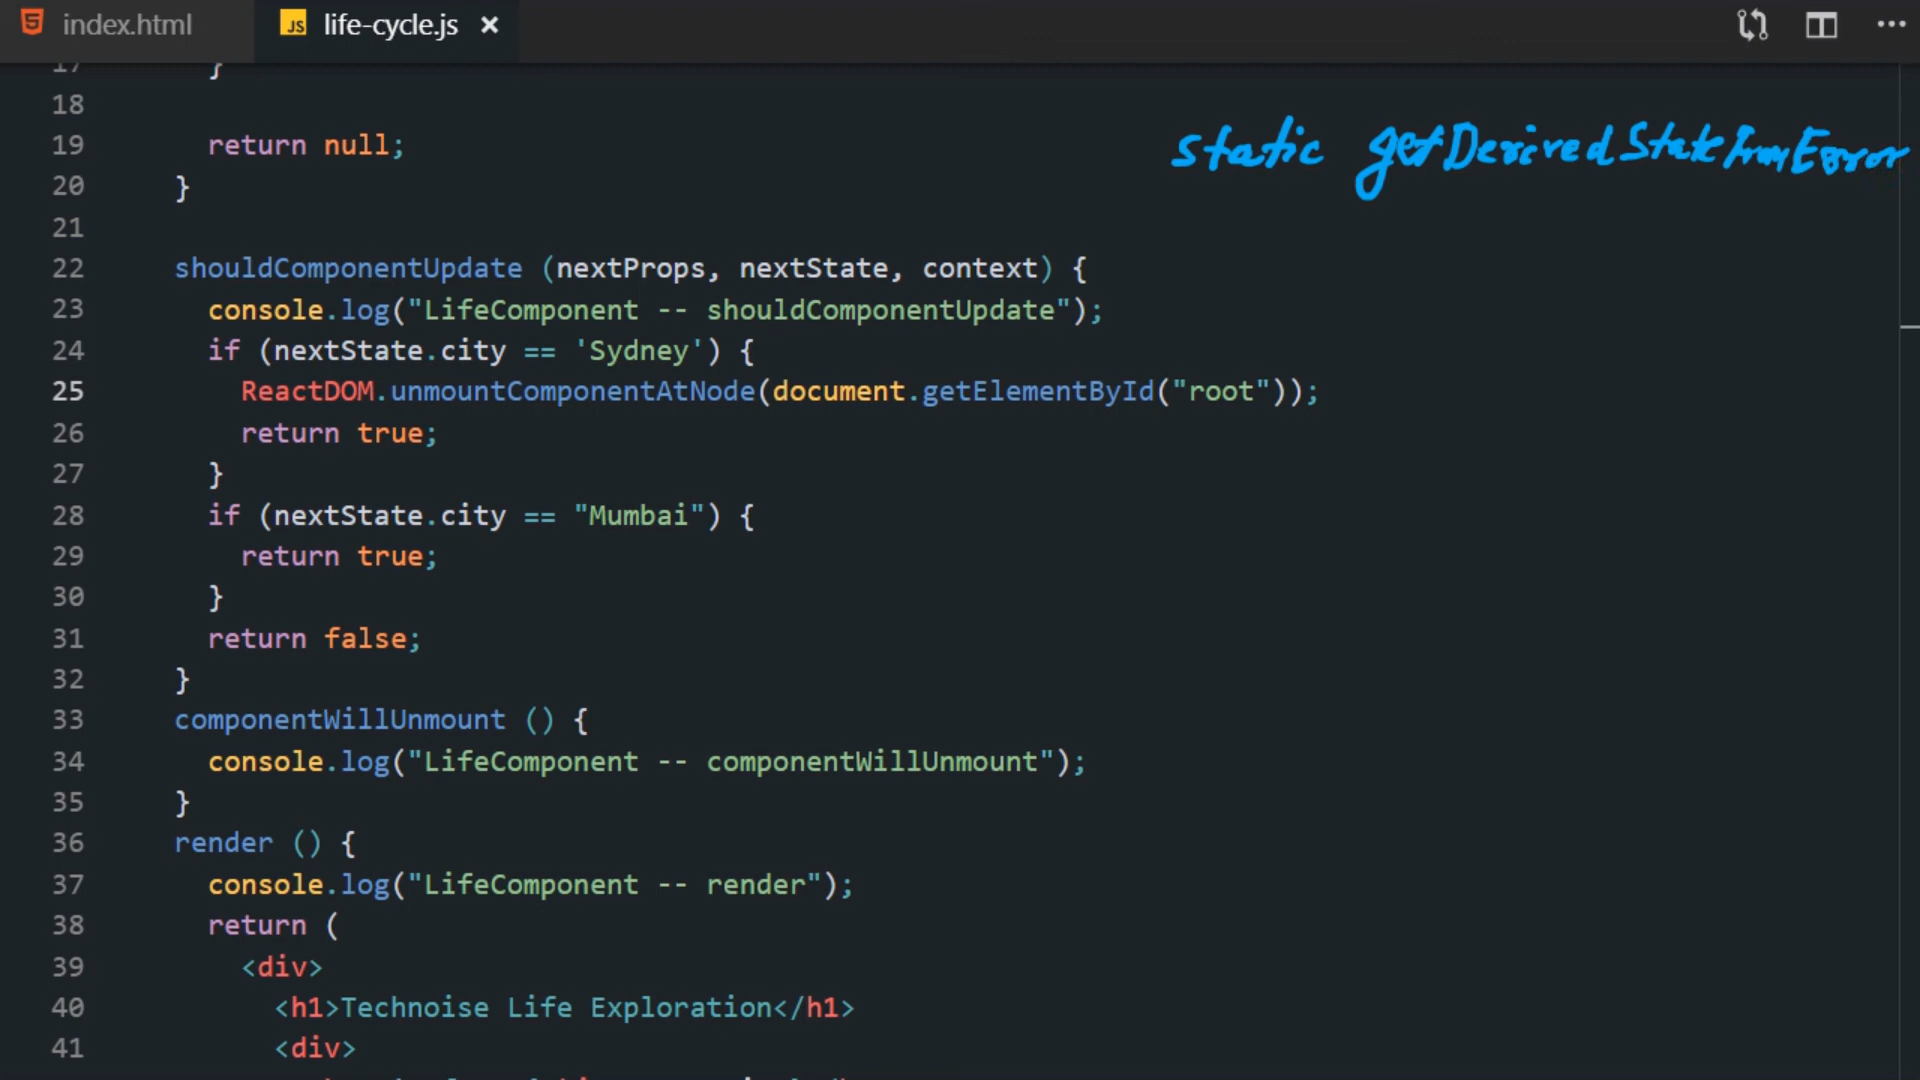 index.html
life-cycle.js
17 }
18
19 return null;
20 }
21
22 shouldComponentUpdate (nextProps, nextState, context) {
23 console.log("LifeComponent -- shouldComponentUpdate");
24 if (nextState.city == 'Sydney') {
25 ReactDOM.unmountComponentAtNode(document.getElementById("root"));
26 return true;
27 }
28 if (nextState.city == "Mumbai") {
29 return true;
30 }
31 return false;
32 }
33 componentWillUnmount () {
34 console.log("LifeComponent -- componentWillUnmount");
35 }
36 render () {
37 console.log("LifeComponent -- render");
38 return (
39 <div>
40 <h1>Technoise Life Exploration</h1>
41 <div>
static getDerivedStateFromError